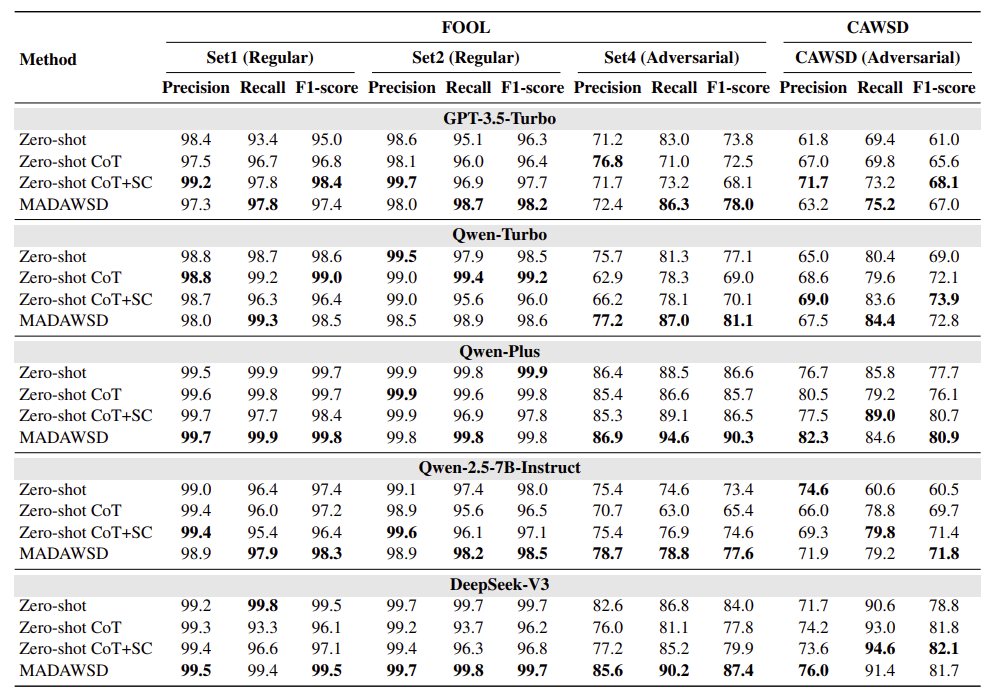 FOOL CAWSD
Method Set1 (Regular) Set2 (Regular) Set4 (Adversarial) CAWSD (Adversarial)
Precision Recall F1-score Precision Recall F1-score Precision Recall F1-score Precision Recall F1-score
GPT-3.5-Turbo
Zero-shot 98.4 93.4 95.0 98.6 95.1 96.3 71.2 83.0 73.8 61.8 69.4 61.0
Zero-shot CoT 97.5 96.7 96.8 98.1 96.0 96.4 76.8 71.0 72.5 67.0 69.8 65.6
Zero-shot CoT+SC 99.2 97.8 98.4 99.7 96.9 97.7 71.7 73.2 68.1 71.7 73.2 68.1
MADAWSD 97.3 97.8 97.4 98.0 98.7 98.2 72.4 86.3 78.0 63.2 75.2 67.0
Qwen-Turbo
Zero-shot 98.8 98.7 98.6 99.5 97.9 98.5 75.7 81.3 77.1 65.0 80.4 69.0
Zero-shot CoT 98.8 99.2 99.0 99.0 99.4 99.2 62.9 78.3 69.0 68.6 79.6 72.1
Zero-shot CoT+SC 98.7 96.3 96.4 99.0 95.6 96.0 66.2 78.1 70.1 69.0 83.6 73.9
MADAWSD 98.0 99.3 98.5 98.5 98.9 98.6 77.2 87.0 81.1 67.5 84.4 72.8
Qwen-Plus
Zero-shot 99.5 99.9 99.7 99.9 99.8 99.9 86.4 88.5 86.6 76.7 85.8 77.7
Zero-shot CoT 99.6 99.8 99.7 99.9 99.6 99.8 85.4 86.6 85.7 80.5 79.2 76.1
Zero-shot CoT+SC 99.7 97.7 98.4 99.9 96.9 97.8 85.3 89.1 86.5 77.5 89.0 80.7
MADAWSD 99.7 99.9 99.8 99.8 99.8 99.8 86.9 94.6 90.3 82.3 84.6 80.9
Qwen-2.5-7B-Instruct
Zero-shot 99.0 96.4 97.4 99.1 97.4 98.0 75.4 74.6 73.4 74.6 60.6 60.5
Zero-shot CoT 99.4 96.0 97.2 98.9 95.6 96.5 70.7 63.0 65.4 66.0 78.8 69.7
Zero-shot CoT+SC 99.4 95.4 96.4 99.6 96.1 97.1 75.4 76.9 74.6 69.3 79.8 71.4
MADAWSD 98.9 97.9 98.3 98.9 98.2 98.5 78.7 78.8 77.6 71.9 79.2 71.8
DeepSeek-V3
Zero-shot 99.2 99.8 99.5 99.7 99.7 99.7 82.6 86.8 84.0 71.7 90.6 78.8
Zero-shot CoT 99.3 93.3 96.1 99.2 93.7 96.2 76.0 81.1 77.8 74.2 93.0 81.8
Zero-shot CoT+SC 99.4 96.6 97.1 99.4 96.3 96.8 77.2 85.2 79.9 73.6 94.6 82.1
MADAWSD 99.5 99.4 99.5 99.7 99.8 99.7 85.6 90.2 87.4 76.0 91.4 81.7